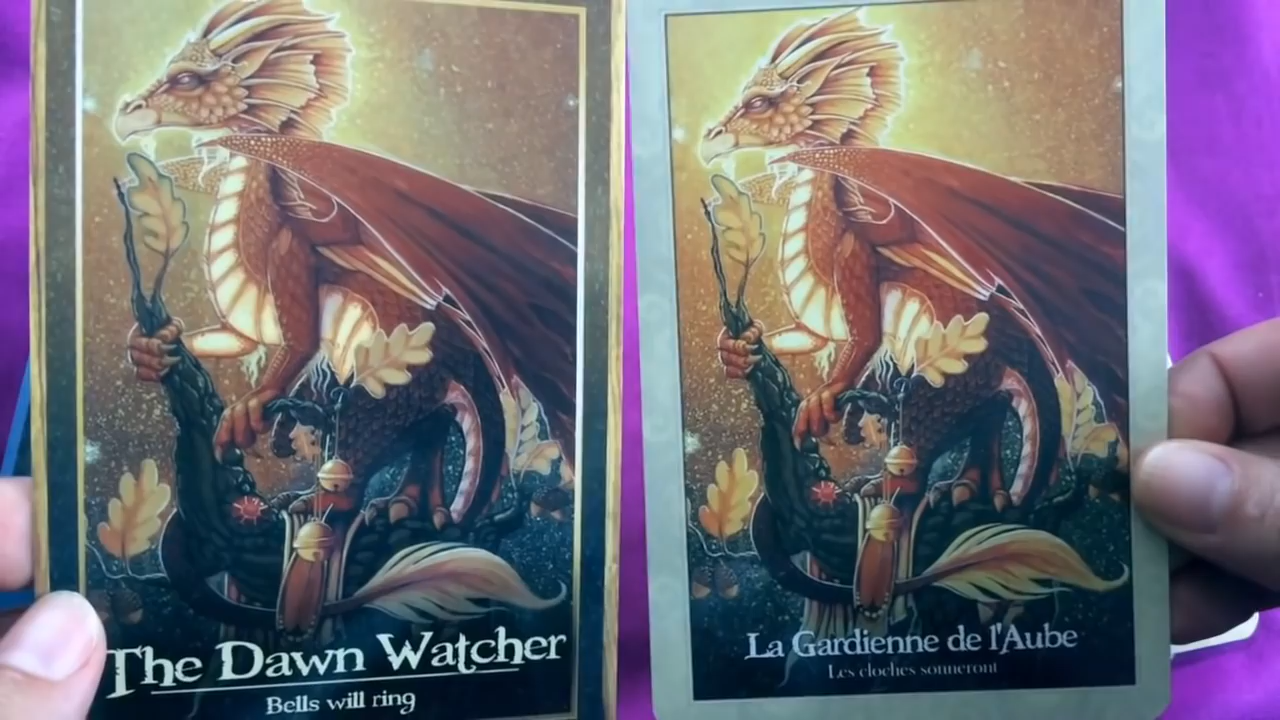 The Dawn Watcher
Bells will ring
La Gardienne de l'Aube
Les cloches sonneront